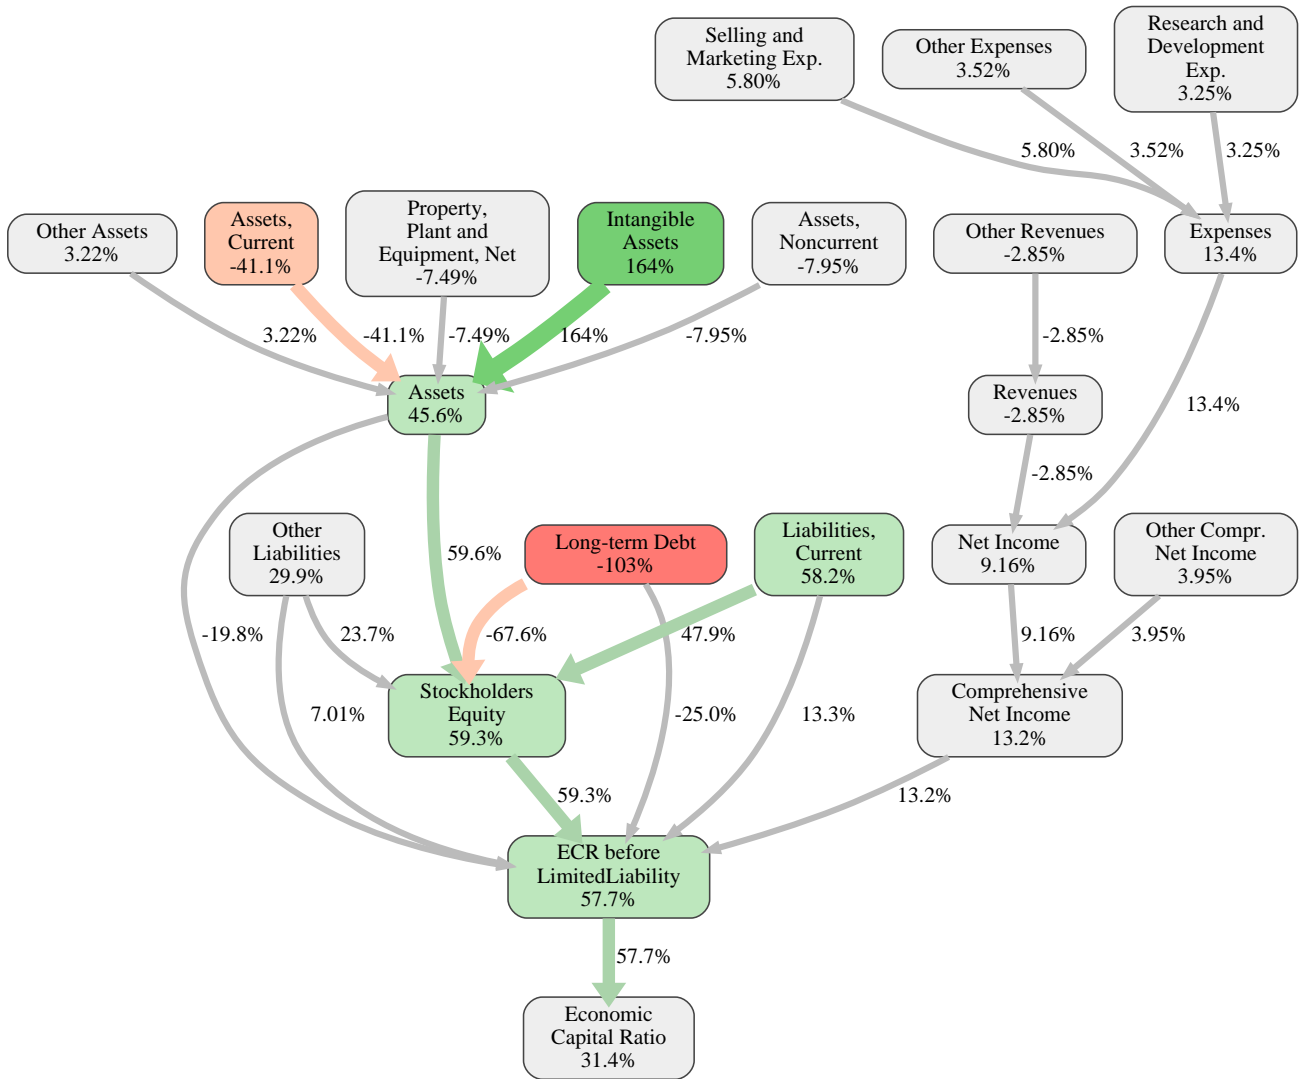 Selling and
Marketing Exp.
5.80%
Other Expenses
3.52%
Research and
Development
Exp.
3.25%
5.80%
3.52%
3.25%
Other Assets
3.22%
Assets,
Current
-41.1%
Property,
Plant and
Equipment, Net
-7.49%
Intangible
Assets
164%
Assets,
Noncurrent
-7.95%
Other Revenues
-2.85%
Expenses
13.4%
3.22%
-41.1%
-7.49%
164%
-7.95%
-2.85%
13.4%
Assets
45.6%
Revenues
-2.85%
-2.85%
Other
Liabilities
29.9%
59.6%
Long-term Debt
-103%
Liabilities,
Current
58.2%
Net Income
9.16%
Other Compr.
Net Income
3.95%
-19.8%
23.7%
-67.6%
47.9%
9.16%
3.95%
7.01%
Stockholders
Equity
59.3%
-25.0%
13.3%
Comprehensive
Net Income
13.2%
59.3%
13.2%
ECR before
LimitedLiability
57.7%
57.7%
Economic
Capital Ratio
31.4%